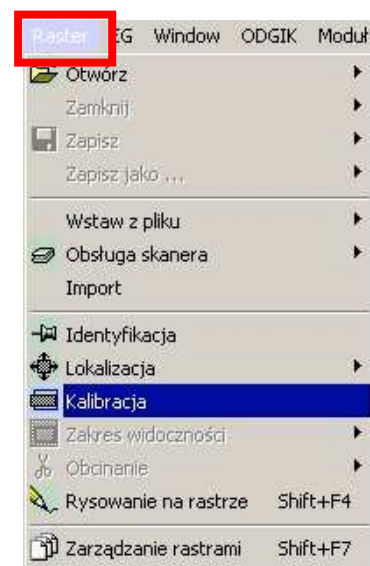 Raster EG Window ODGIK Moduł
Otwórz
Zamknij
Zapisz
Zapisz jako ...
Wstaw z pliku
Obsługa skanera
Import
Identyfikacja
Lokalizacja
Kalibracja
Zakres widoczności
Obcinanie
Rysowanie na rastrze Shift+F4
Zarządzanie rastrami Shift+F7